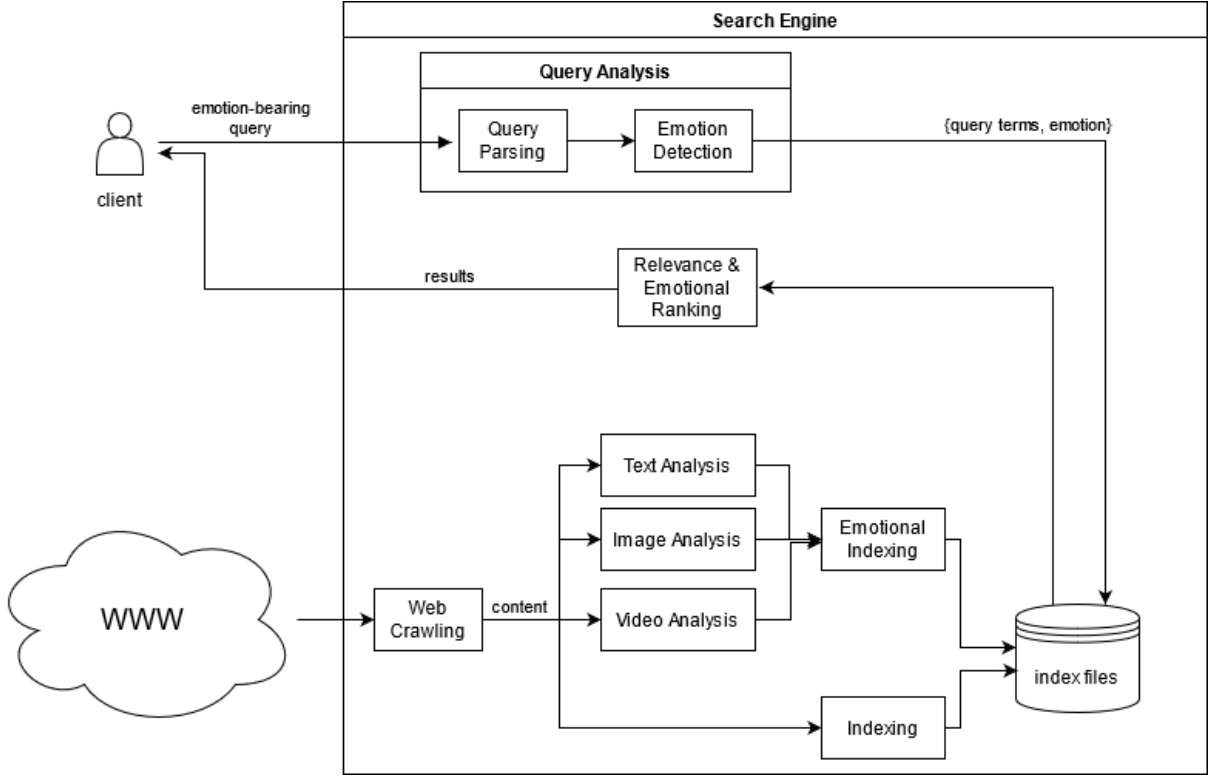 Search Engine
Query Analysis
emotion-bearing
query
Query
Parsing
Emotion
Detection
{query terms, emotion}
client
results
Relevance &
Emotional
Ranking
Text Analysis
Image Analysis
Emotional
Indexing
WWW
Web
Crawling
content
Video Analysis
index files
Indexing